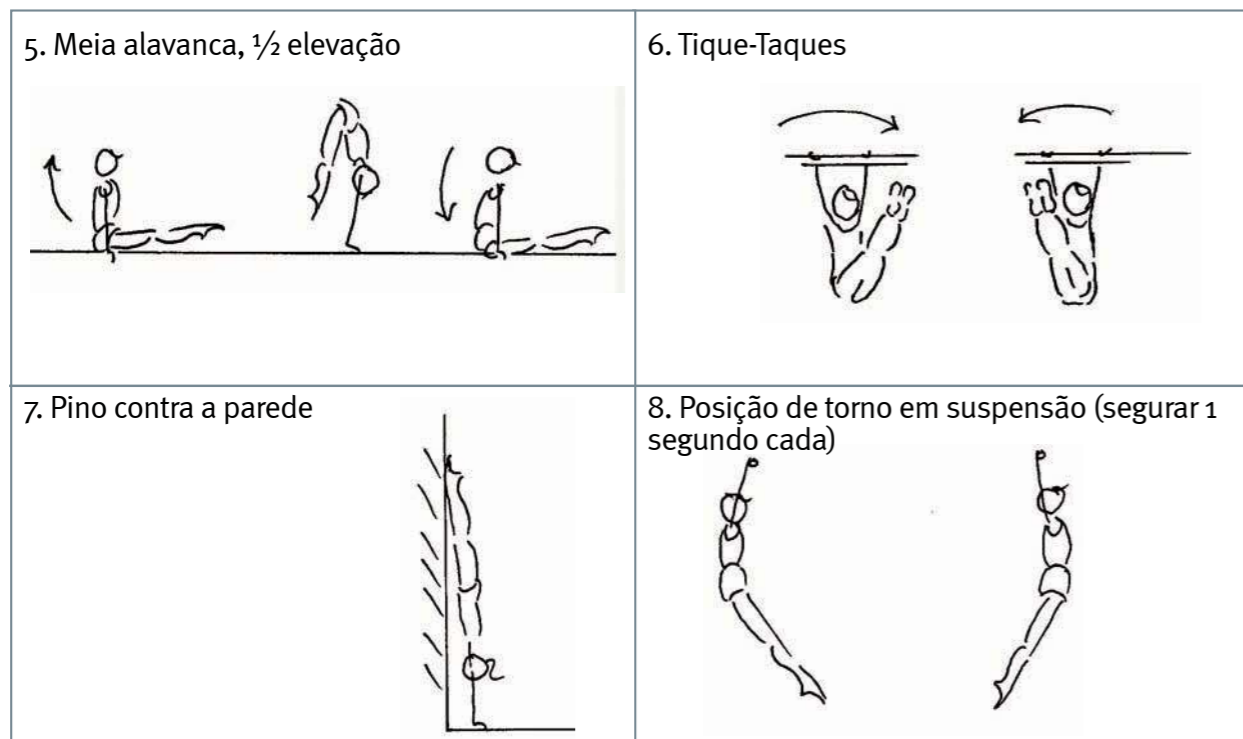 5. Meia alavanca, ½ elevação
6. Tique-Taques
7. Pino contra a parede
8. Posição de torno em suspensão (segurar 1
segundo cada)